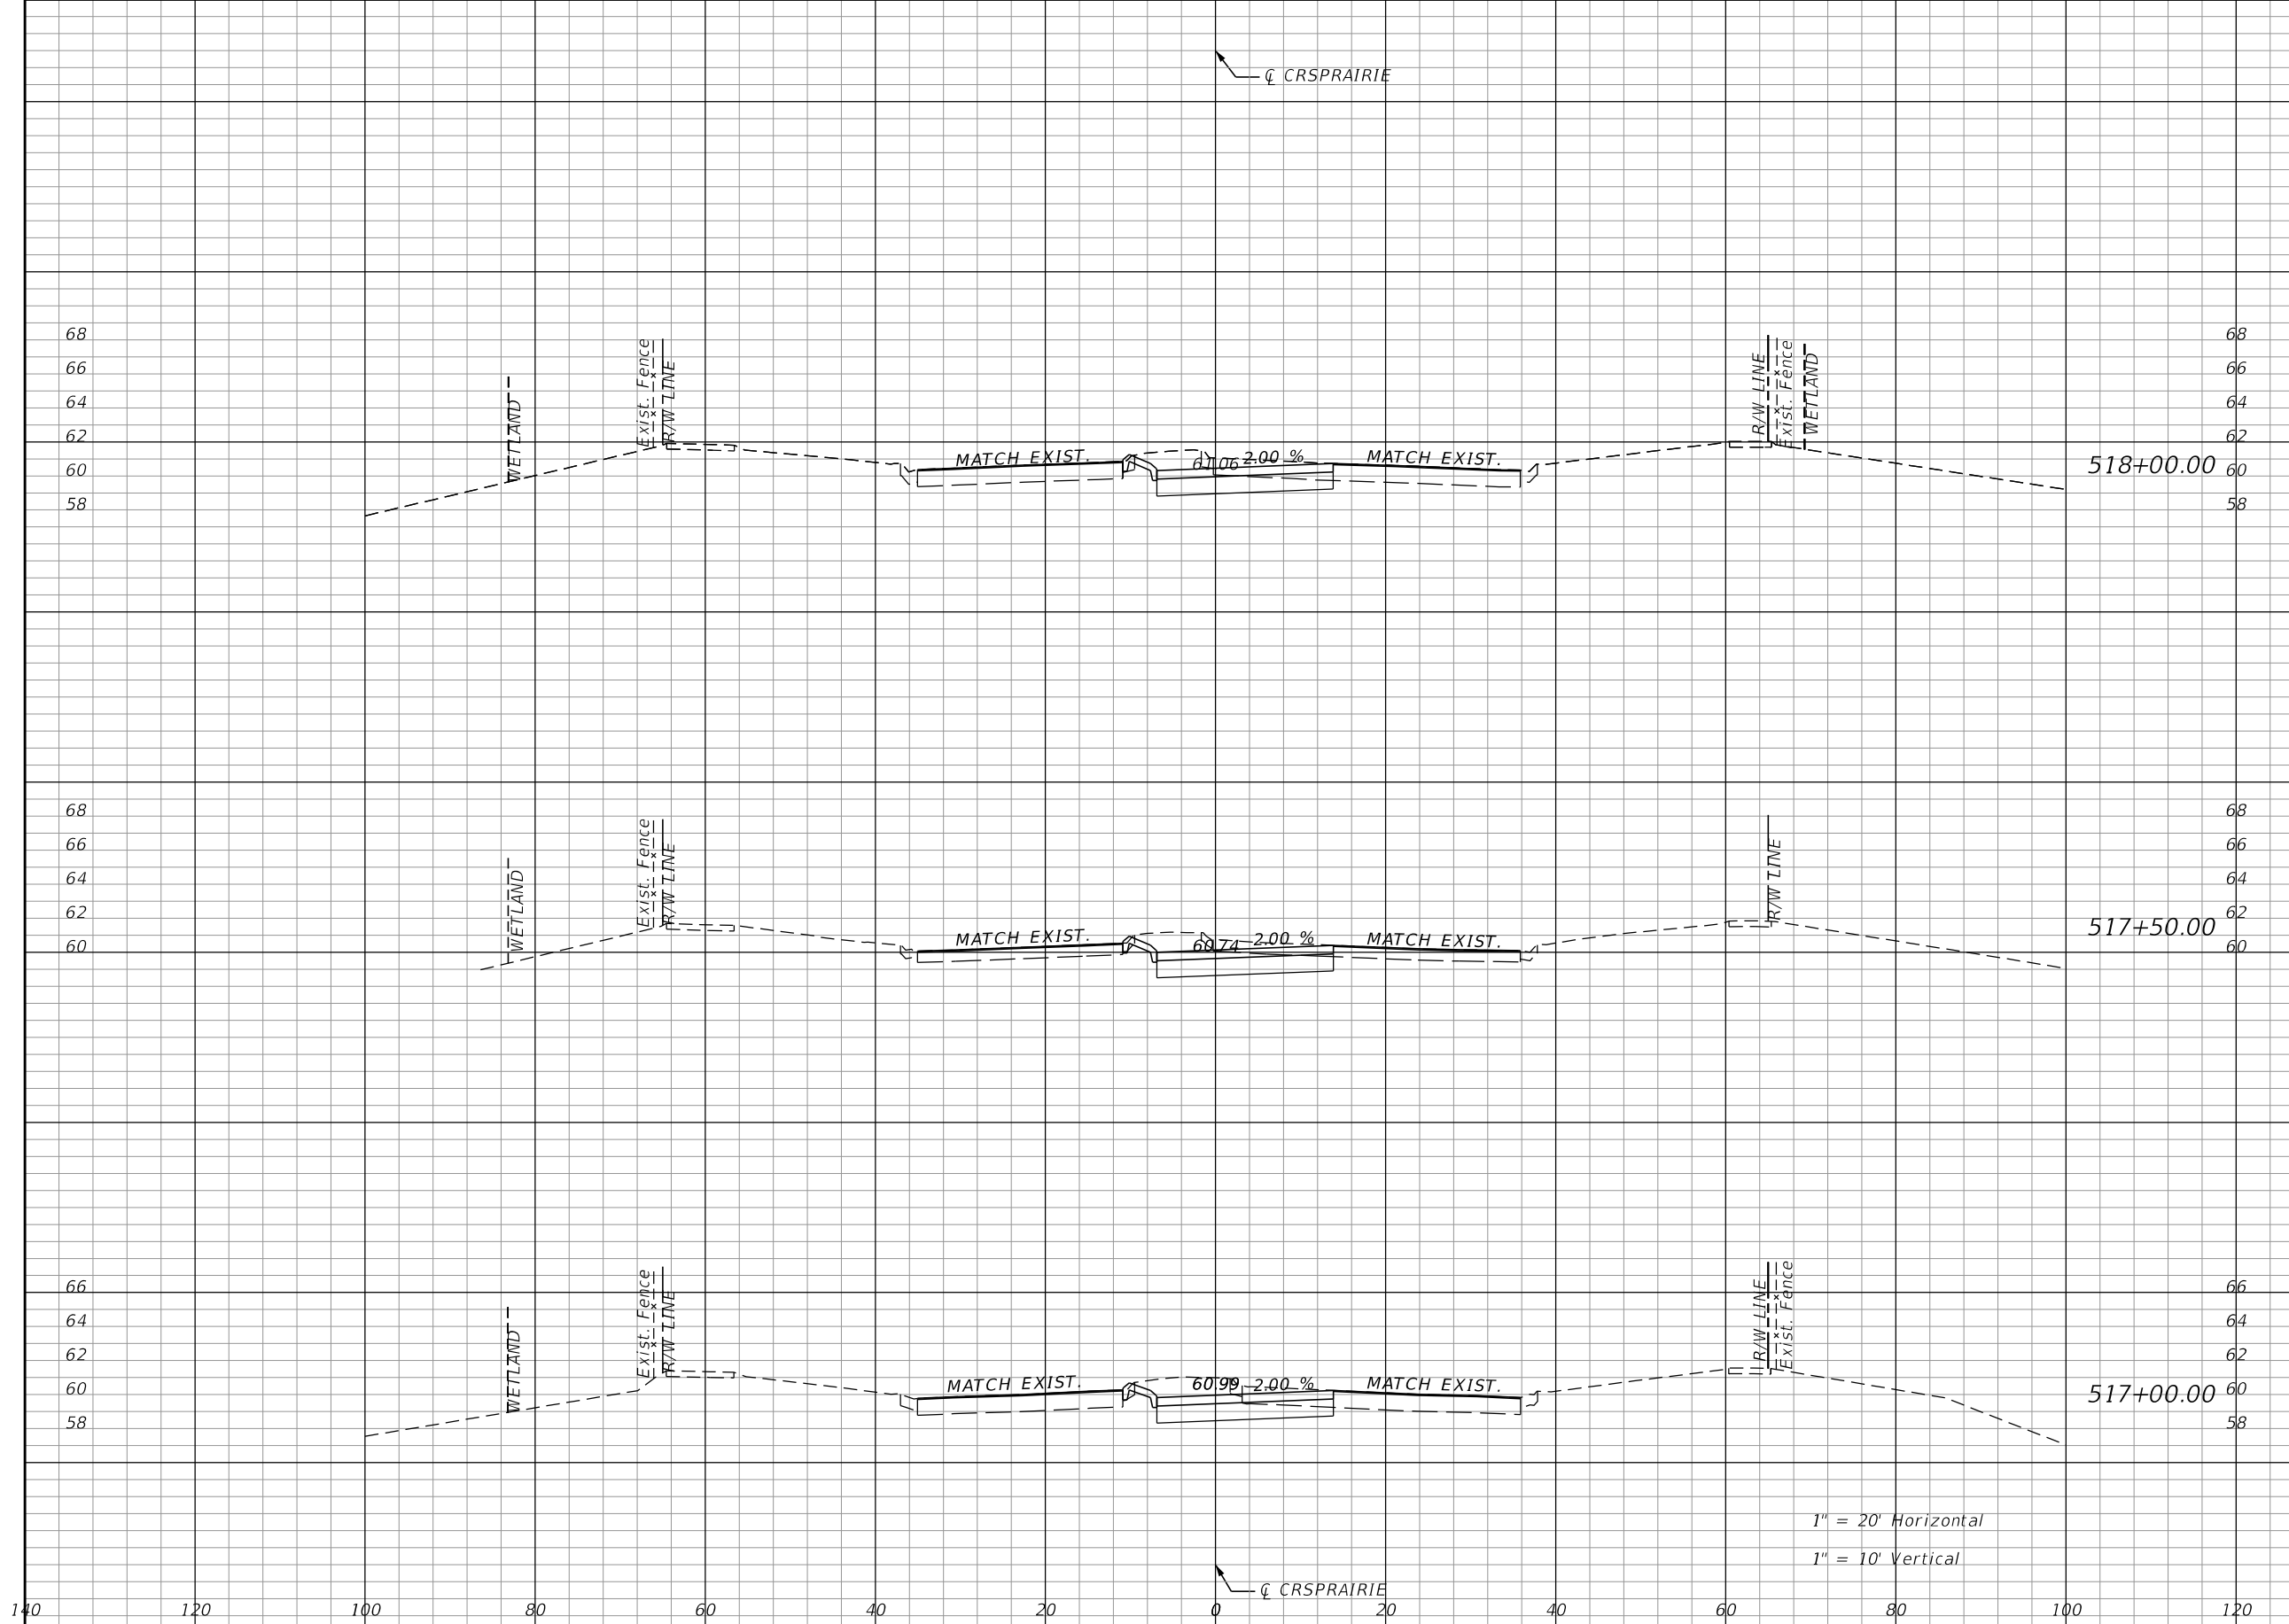 ℄ CRSPRAIRIE
68 68
66 66
64 64
62 62
60 60
58 58
WETLAND
Exist. Fence
R/W LINE
MATCH EXIST.
61.06
2.00 %
MATCH EXIST.
R/W LINE
Exist. Fence
WETLAND
518+00.00
68 68
66 66
64 64
62 62
60 60
WETLAND
Exist. Fence
R/W LINE
MATCH EXIST.
60.74
2.00 %
MATCH EXIST.
R/W LINE
517+50.00
66 66
64 64
62 62
60 60
58 58
WETLAND
Exist. Fence
R/W LINE
MATCH EXIST.
60.99
2.00 %
MATCH EXIST.
R/W LINE
Exist. Fence
517+00.00
1" = 20' Horizontal
1" = 10' Vertical
℄ CRSPRAIRIE
140 120 100 80 60 40 20 0 20 40 60 80 100 120